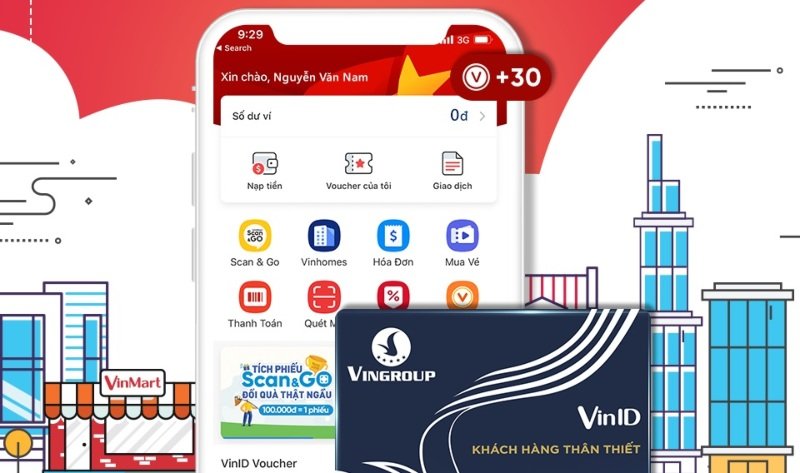 9:29
3G
Search
Xin chào, Nguyễn Văn Nam
V +30
Số dư ví
0đ
Nạp tiền
Voucher của tôi
Giao dịch
Scan & GO
Scan & Go
Vinhomes
Hóa Đơn
Mua Vé
Thanh Toán
Quét
TÍCH PHIẾU
Scan&GO
ĐỔI QUÀ THẬT NGẦU
100.000đ = 1 phiếu
VinID Voucher
VinMart
VINGROUP
VinID
KHÁCH HÀNG THÂN THIẾT